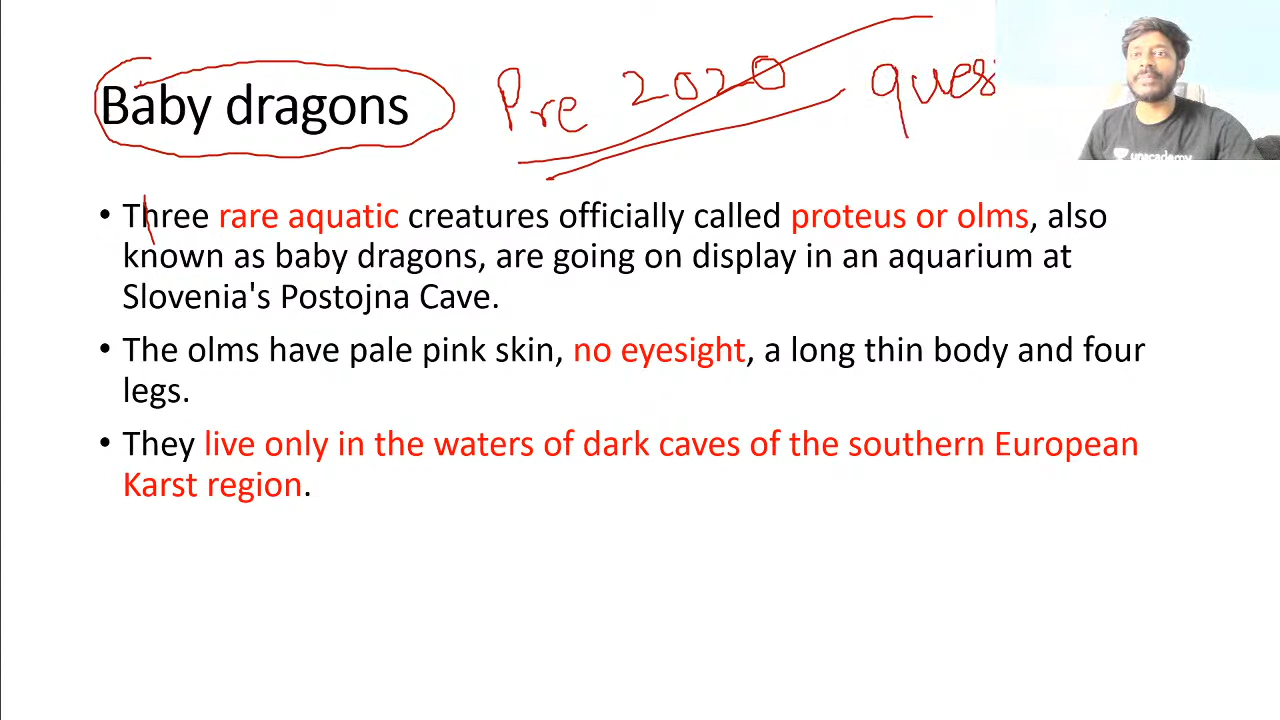 Baby dragons
Pre 2020 ques
unacademy
• Three rare aquatic creatures officially called proteus or olms, also
known as baby dragons, are going on display in an aquarium at
Slovenia's Postojna Cave.
• The olms have pale pink skin, no eyesight, a long thin body and four
legs.
• They live only in the waters of dark caves of the southern European
Karst region.